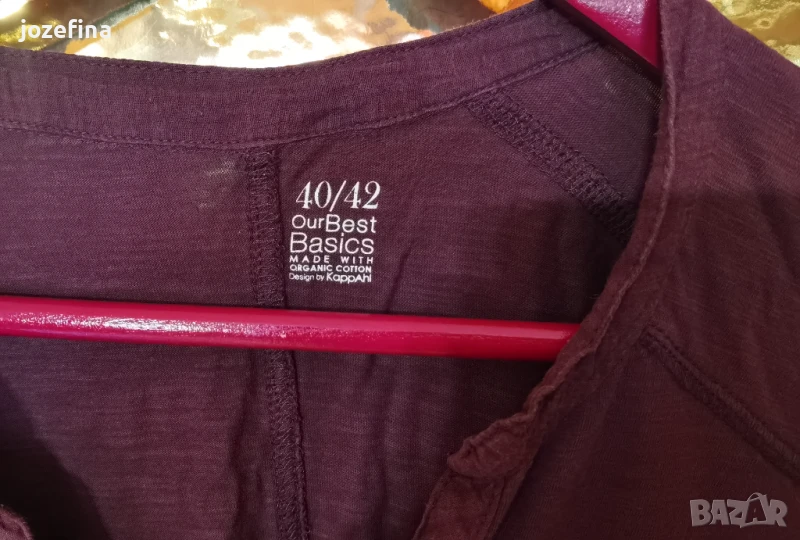 jozefina
40/42
OurBest
Basics
MADE WITH
ORGANIC COTTON
Design by KappAhl
BAZAR